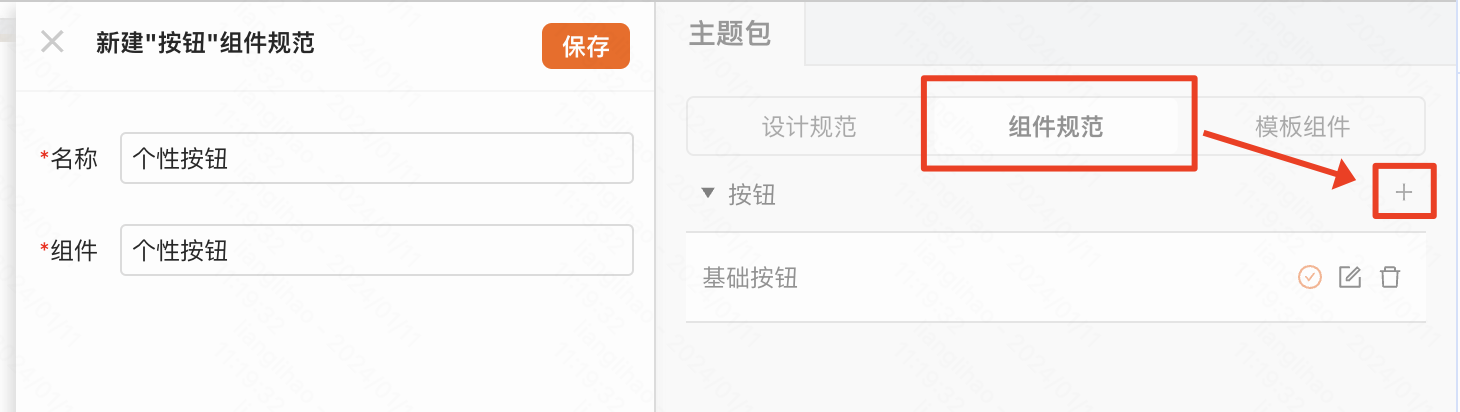 新建"按钮"组件规范
保存
*名称
个性按钮
*组件
个性按钮
主题包
设计规范
组件规范
模板组件
按钮
基础按钮